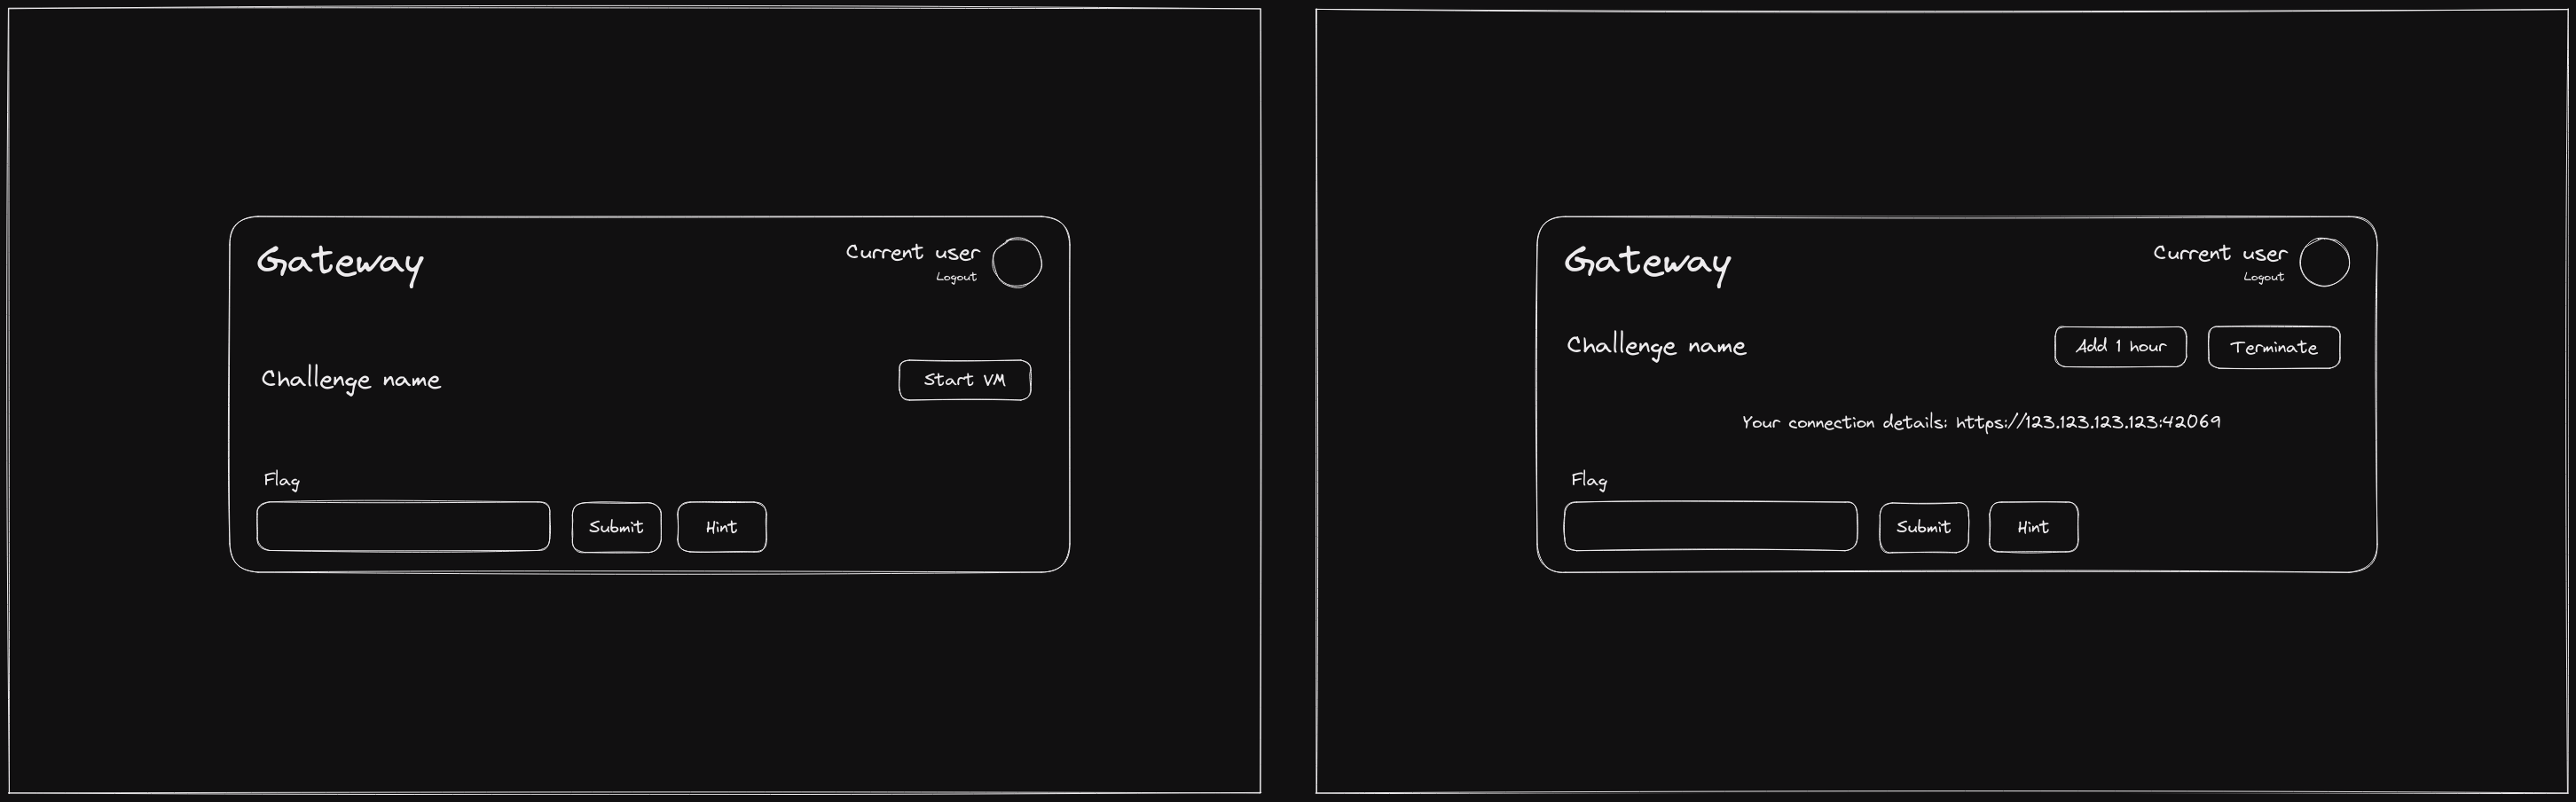 Gateway
Current user
Logout
Challenge name
Start VM
Flag
Submit
Hint
Gateway
Current user
Logout
Challenge name
Add 1 hour
Terminate
Your connection details: https://123.123.123.123:42069
Flag
Submit
Hint